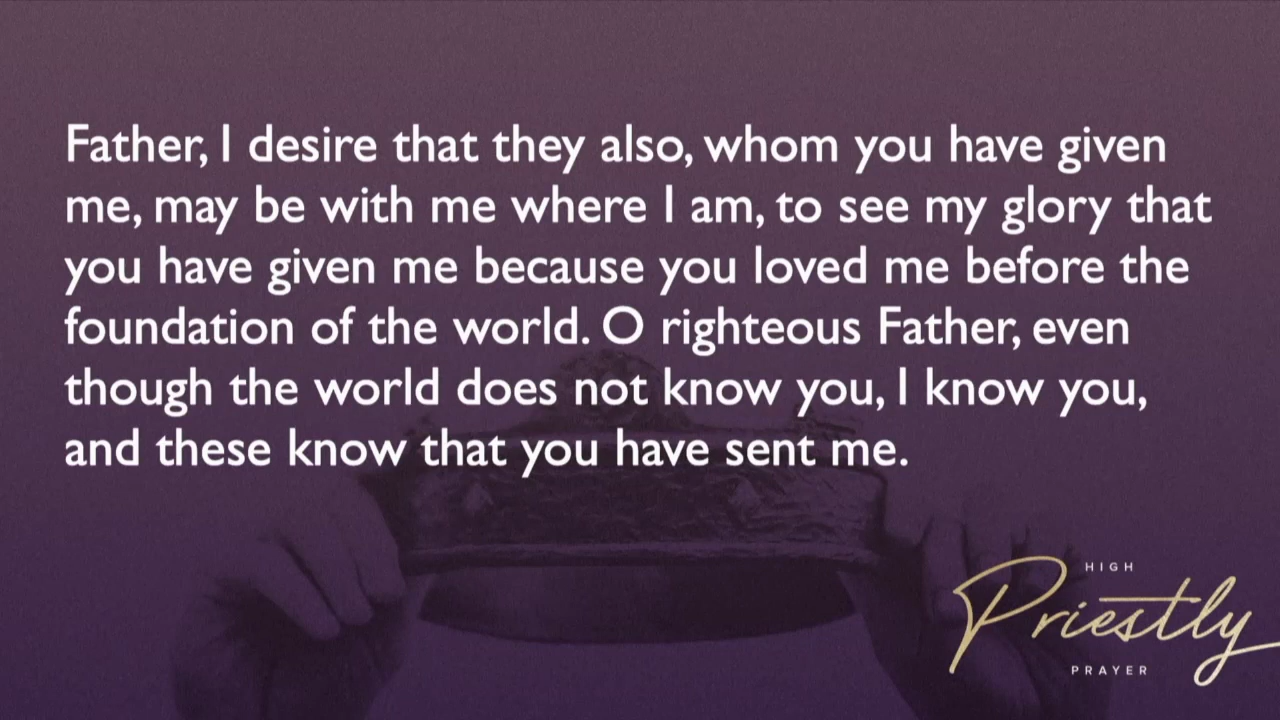 Father, I desire that they also, whom you have given
me, may be with me where I am, to see my glory that
you have given me because you loved me before the
foundation of the world. O righteous Father, even
though the world does not know you, I know you,
and these know that you have sent me.
HIGH
Priestly
PRAYER